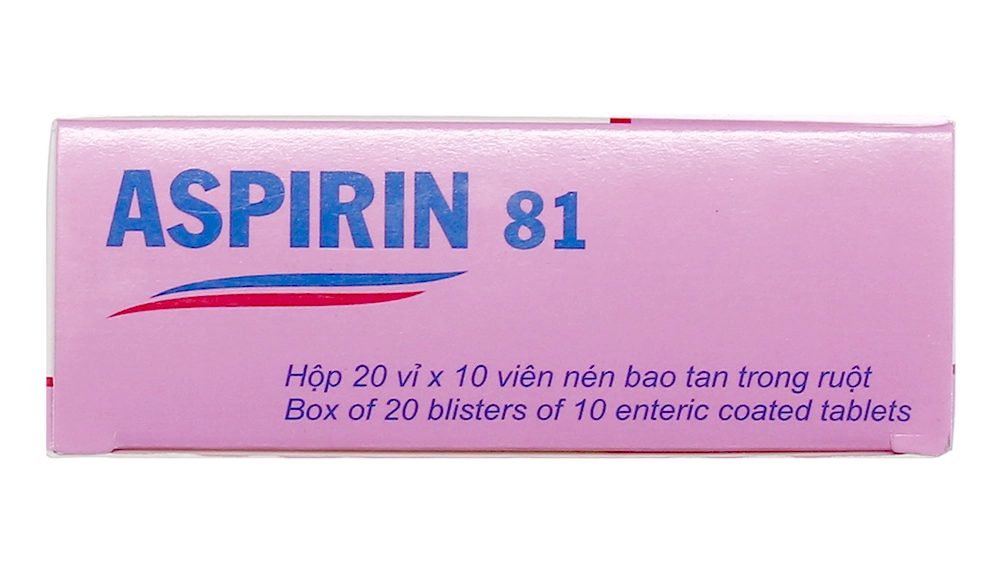 ASPIRIN 81
Hộp 20 vỉ x 10 viên nén bao tan trong ruột
Box of 20 blisters of 10 enteric coated tablets